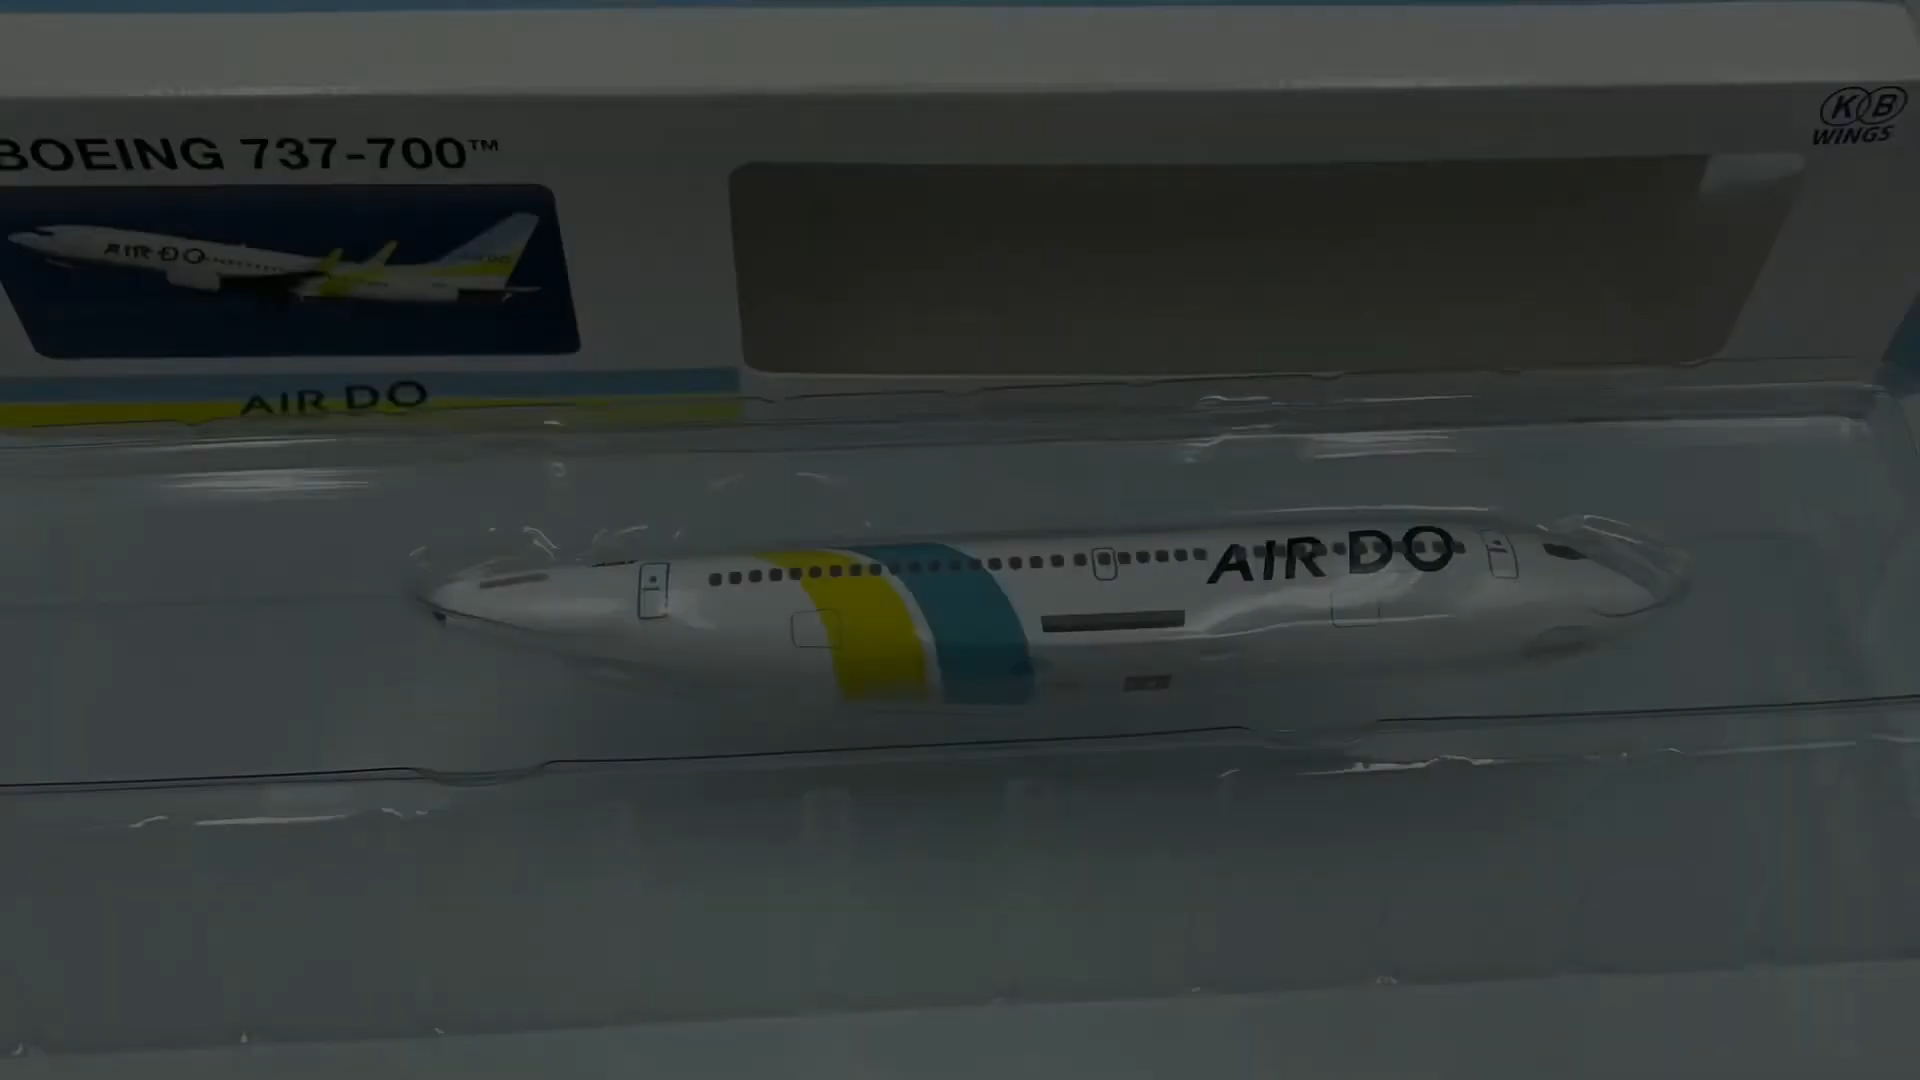 BOEING 737-700™
KB
WINGS
AIR DO
AIR DO
AIR DO